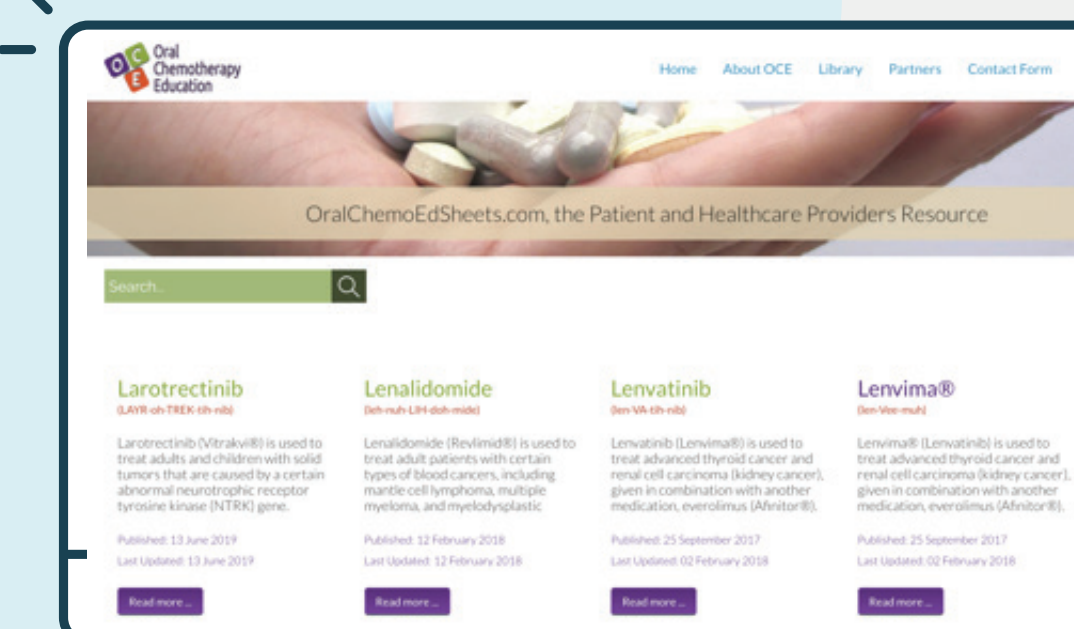 OCE
Oral
Chemotherapy
Education
Home About OCE Library Partners Contact Form
OralChemoEdSheets.com, the Patient and Healthcare Providers Resource
Search...
Larotrectinib
(LAYR-oh-TREK-tih-nib)
Larotrectinib (Vitrakvi®) is used to
treat adults and children with solid
tumors that are caused by a certain
abnormal neurotrophic receptor
tyrosine kinase (NTRK) gene.
Published: 13 June 2019
Last Updated: 13 June 2019
Read more ...
Lenalidomide
(leh-nuh-LIH-doh-mide)
Lenalidomide (Revlimid®) is used to
treat adult patients with certain
types of blood cancers, including
mantle cell lymphoma, multiple
myeloma, and myelodysplastic
Published: 12 February 2018
Last Updated: 12 February 2018
Read more ...
Lenvatinib
(len-VA-tih-nib)
Lenvatinib (Lenvima®) is used to
treat advanced thyroid cancer and
renal cell carcinoma (kidney cancer),
given in combination with another
medication, everolimus (Afinitor®).
Published: 25 September 2017
Last Updated: 02 February 2018
Read more ...
Lenvima®
(len-Vee-muh)
Lenvima® (Lenvatinib) is used to
treat advanced thyroid cancer and
renal cell carcinoma (kidney cancer),
given in combination with another
medication, everolimus (Afinitor®).
Published: 25 September 2017
Last Updated: 02 February 2018
Read more ...